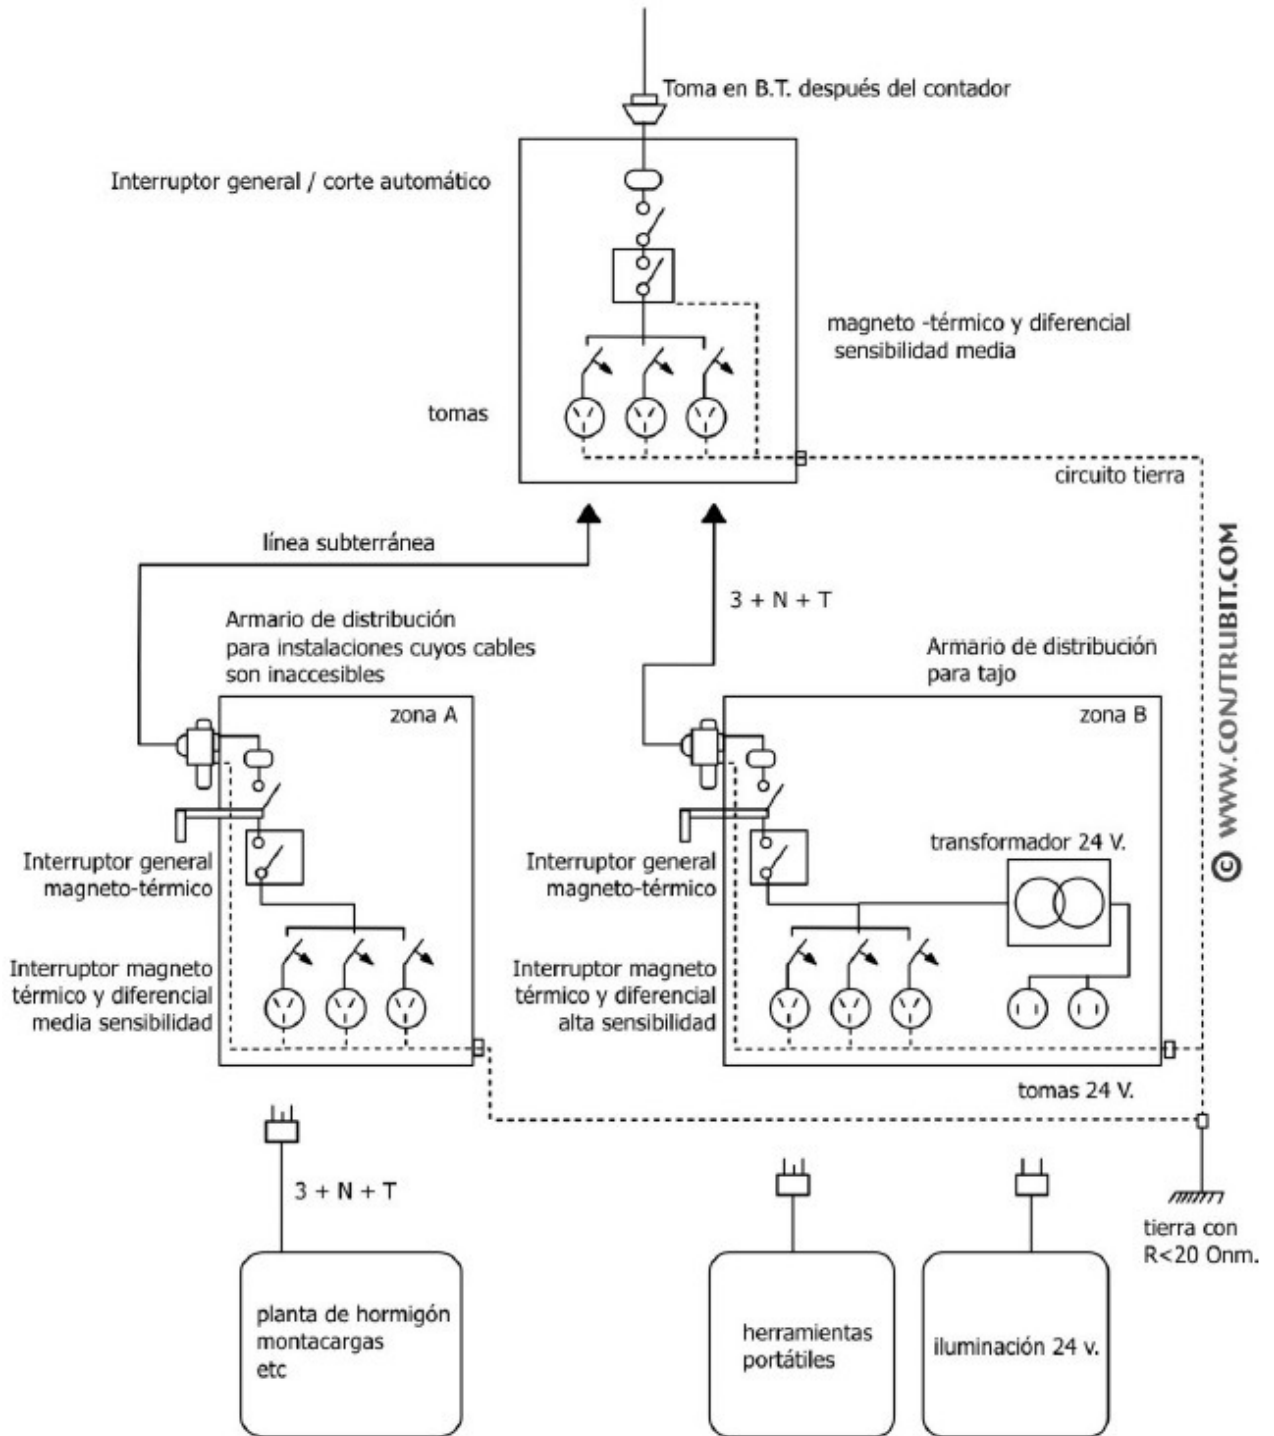 Toma en B.T. después del contador
Interruptor general / corte automático
magneto -térmico y diferencial
sensibilidad media
tomas
circuito tierra
línea subterránea
3 + N + T
Armario de distribución
para instalaciones cuyos cables
son inaccesibles
Armario de distribución
para tajo
zona A
zona B
Interruptor general
magneto-térmico
Interruptor general
magneto-térmico
transformador 24 V.
Interruptor magneto
térmico y diferencial
media sensibilidad
Interruptor magneto
térmico y diferencial
alta sensibilidad
tomas 24 V.
3 + N + T
tierra con
R<20 Onm.
planta de hormigón
montacargas
etc
herramientas
portátiles
iluminación 24 v.
© WWW.CONSTRUBIT.COM